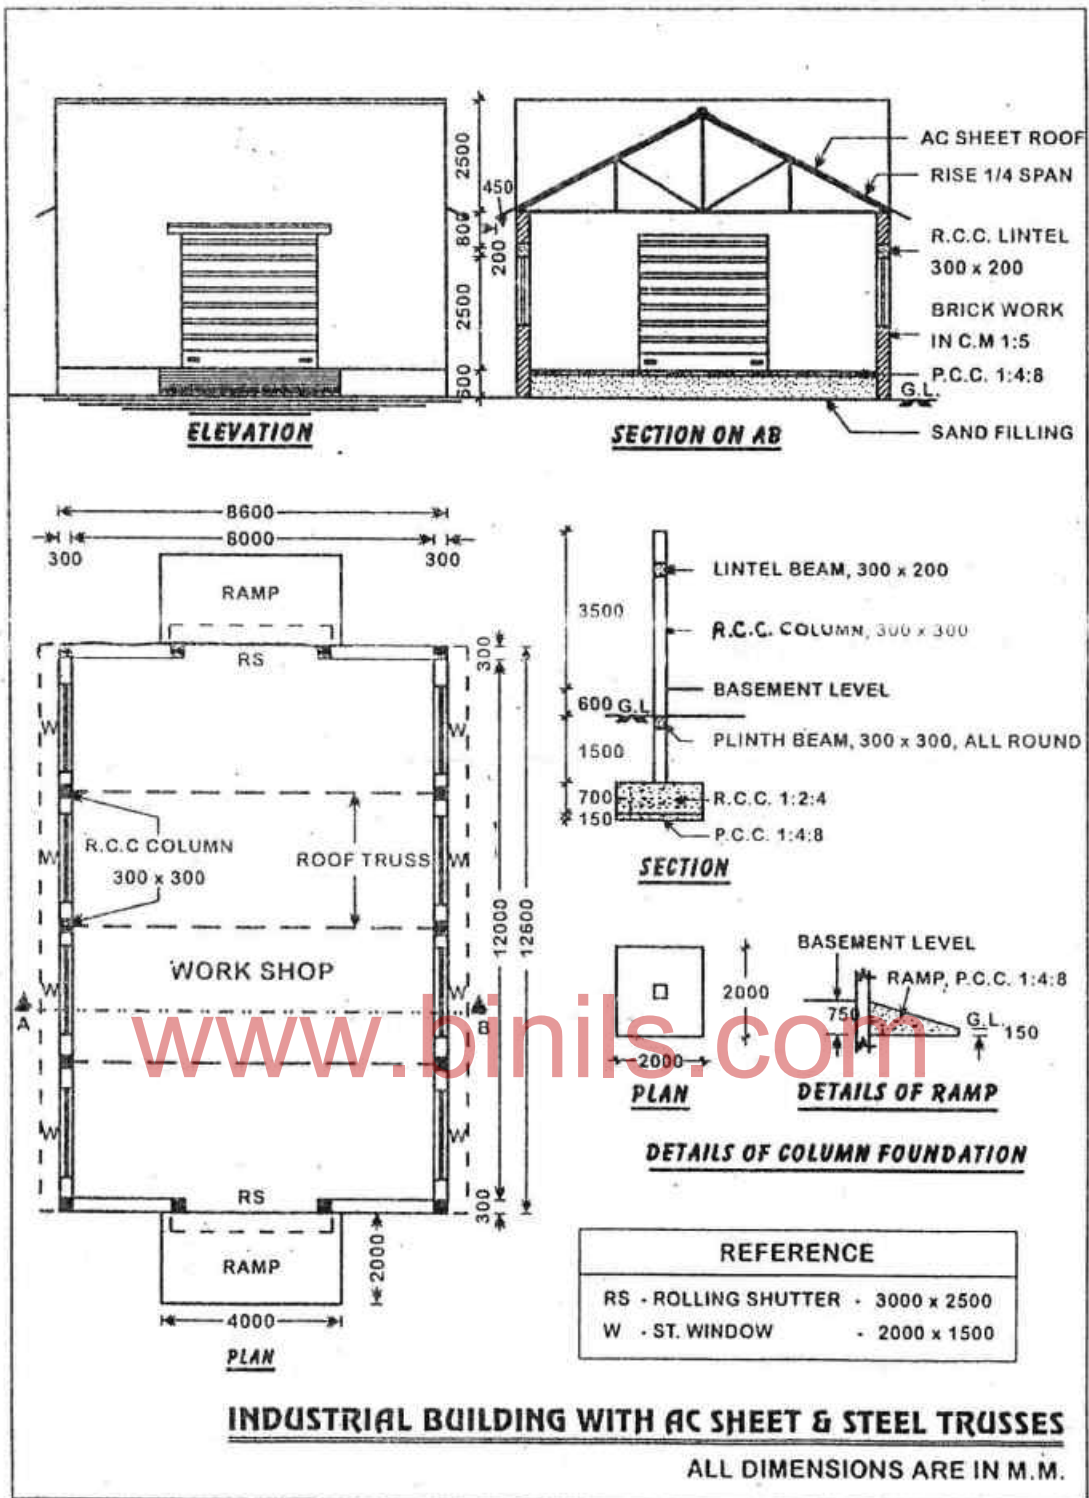 2500
450
800
200
2500
600
AC SHEET ROOF
RISE 1/4 SPAN
R.C.C. LINTEL
300 x 200
BRICK WORK
IN C.M 1:5
P.C.C. 1:4:8
G.L.
SAND FILLING
ELEVATION
SECTION ON AB
8600
8000
300
300
RAMP
RS
300
W
W
R.C.C COLUMN
300 x 300
ROOF TRUSS
W
W
12000
12600
WORK SHOP
W
W
A
B
W
W
RS
300
RAMP
2000
4000
PLAN
3500
LINTEL BEAM, 300 x 200
R.C.C. COLUMN, 300 x 300
BASEMENT LEVEL
600 G.L
PLINTH BEAM, 300 x 300, ALL ROUND
1500
700
R.C.C. 1:2:4
150
P.C.C. 1:4:8
SECTION
2000
2000
PLAN
BASEMENT LEVEL
RAMP, P.C.C. 1:4:8
750
G.L.
150
DETAILS OF RAMP
www.binils.com
DETAILS OF COLUMN FOUNDATION
REFERENCE
RS - ROLLING SHUTTER - 3000 x 2500
W - ST. WINDOW - 2000 x 1500
INDUSTRIAL BUILDING WITH AC SHEET & STEEL TRUSSES
ALL DIMENSIONS ARE IN M.M.